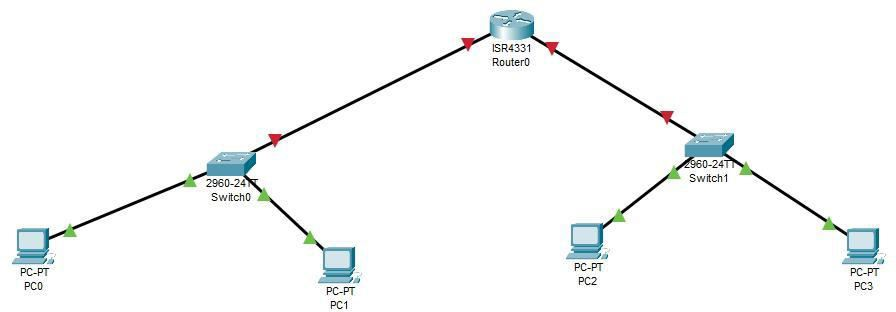 ISR4331
Router0
2960-24TT
Switch0
2960-24TT
Switch1
PC-PT
PC0
PC-PT
PC1
PC-PT
PC2
PC-PT
PC3